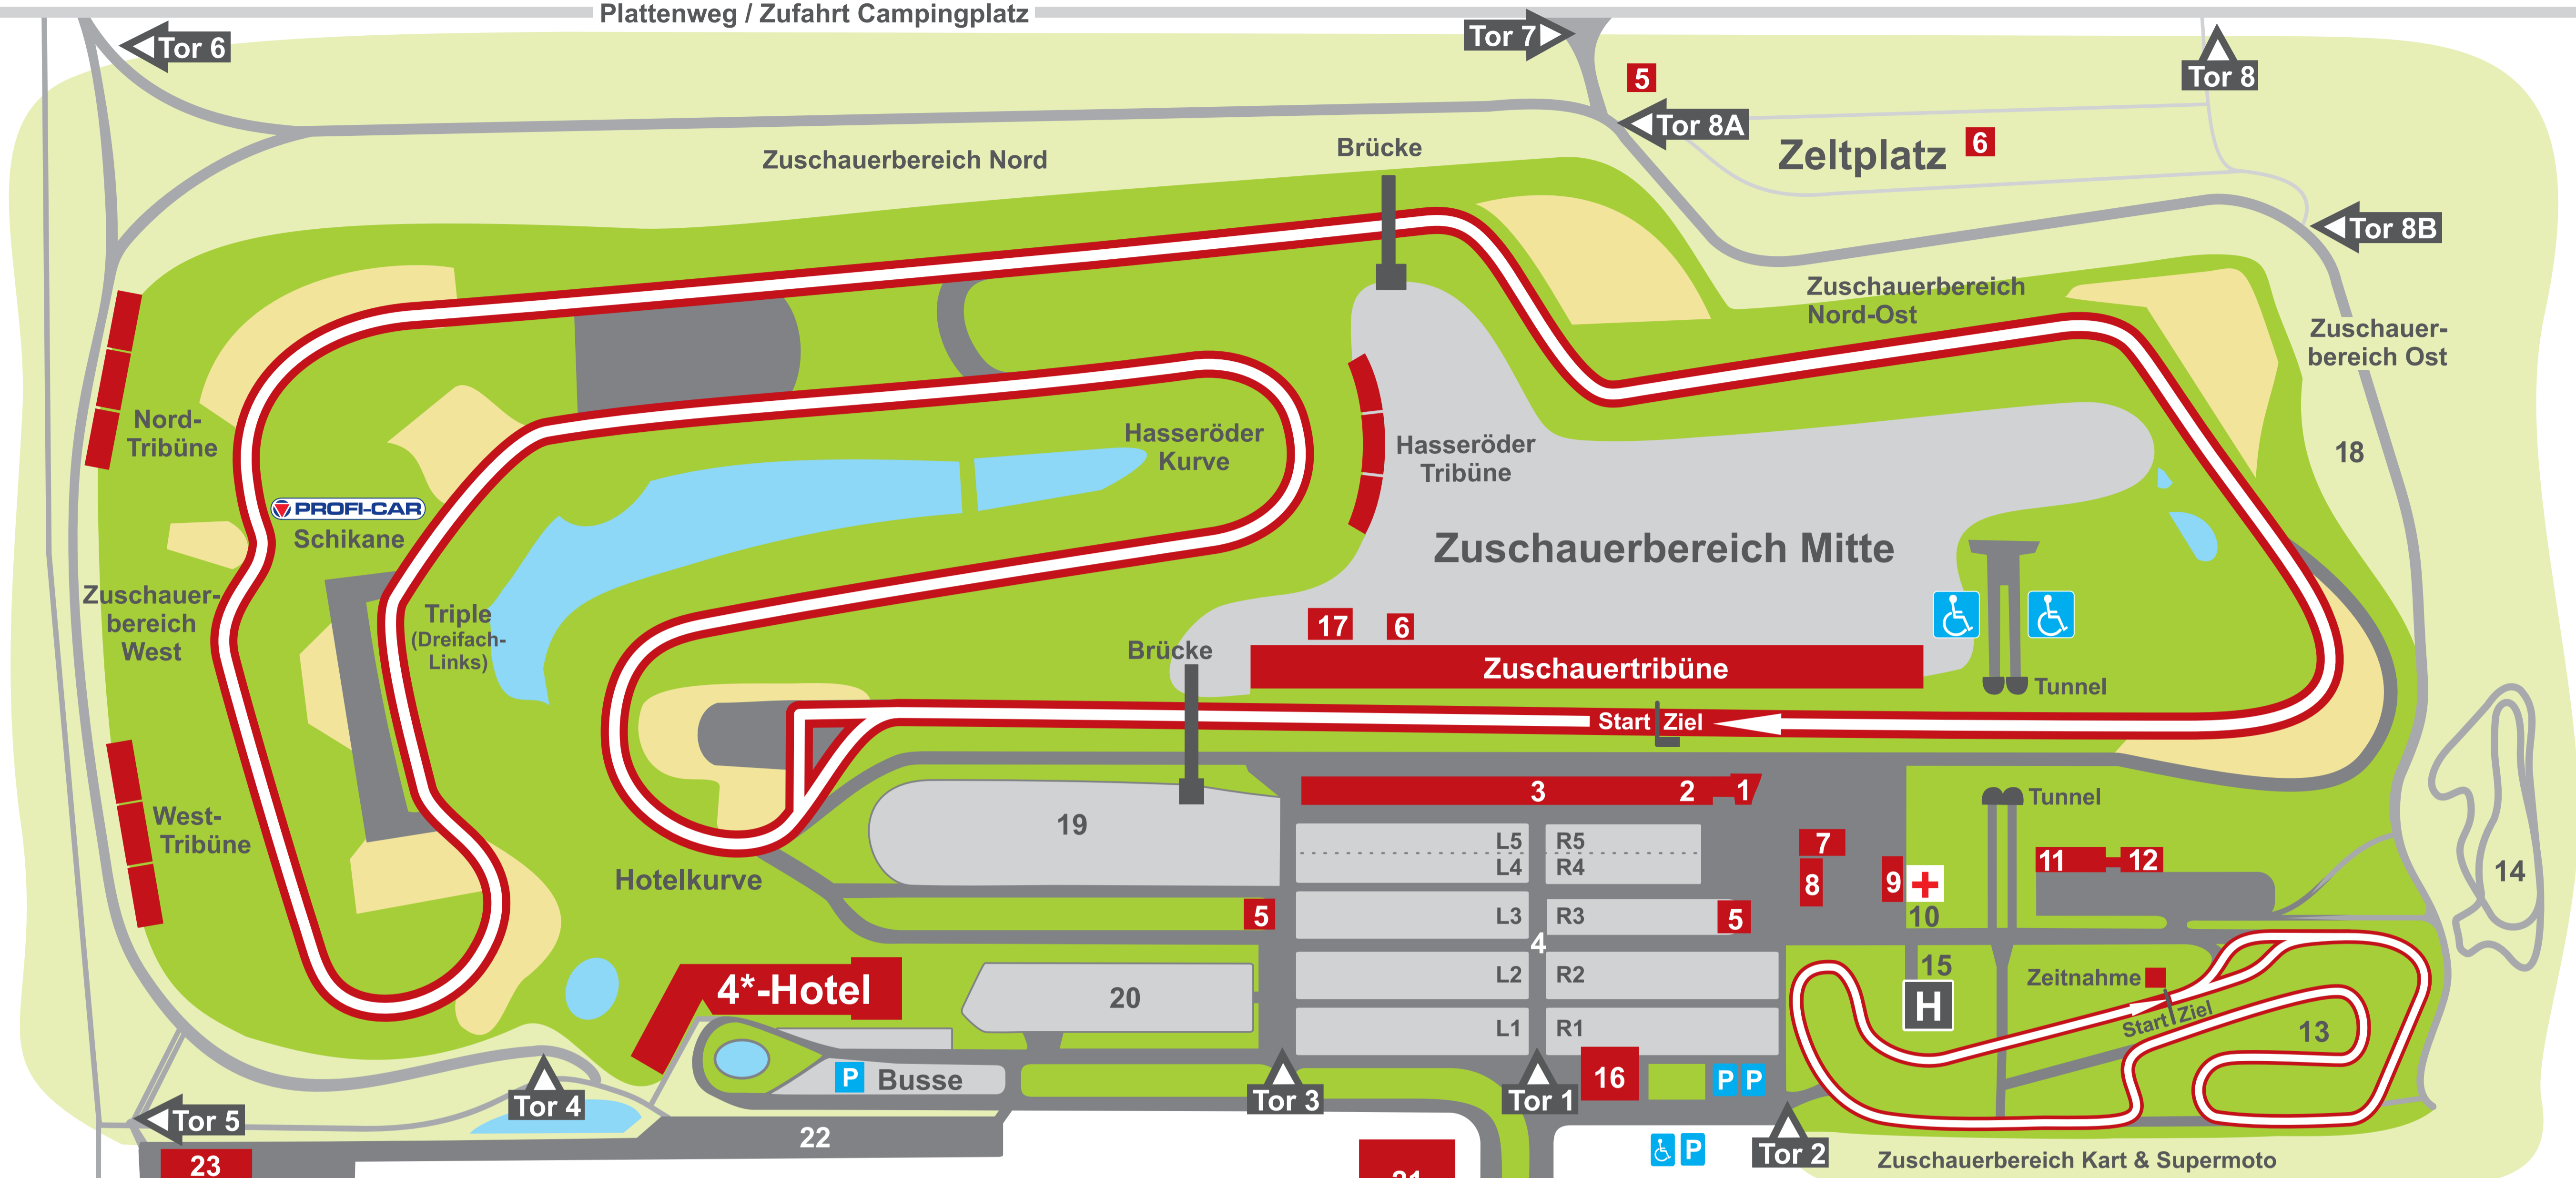 Plattenweg / Zufahrt Campingplatz
Tor 6
Tor 7
Tor 8
5
Tor 8A
Zeltplatz 6
Brücke
Zuschauerbereich Nord
Tor 8B
Zuschauerbereich
Nord-Ost
Zuschauer-
bereich Ost
18
Nord-
Tribüne
Hasseröder
Kurve
Hasseröder
Tribüne
PROFI-CAR
Schikane
Zuschauerbereich Mitte
Zuschauer-
bereich
West
Triple
(Dreifach-
Links)
17
6
Brücke
Zuschauertribüne
Tunnel
Start Ziel
3
2
1
Tunnel
West-
Tribüne
19
L5
R5
L4
R4
7
8
9
10
11
12
14
Hotelkurve
5
L3
R3
5
4
4*-Hotel
20
L2
R2
15
H
Zeitnahme
Start Ziel
13
L1
R1
P Busse
16
P P
Tor 4
Tor 3
Tor 1
Tor 5
22
23
21
P
Tor 2
Zuschauerbereich Kart & Supermoto